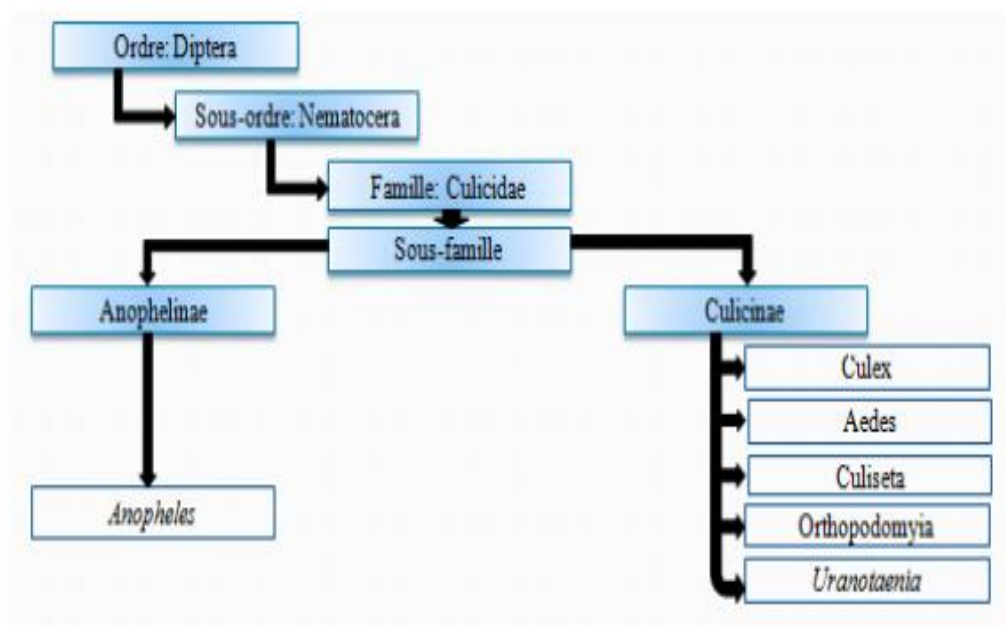 Ordre: Diptera
Sous-ordre: Nematocera
Famille: Culicidae
Sous-famille
Anophelinae
Culicinae
Culex
Aedes
Culiseta
Orthopodomyia
Anopheles
Uranotaenia